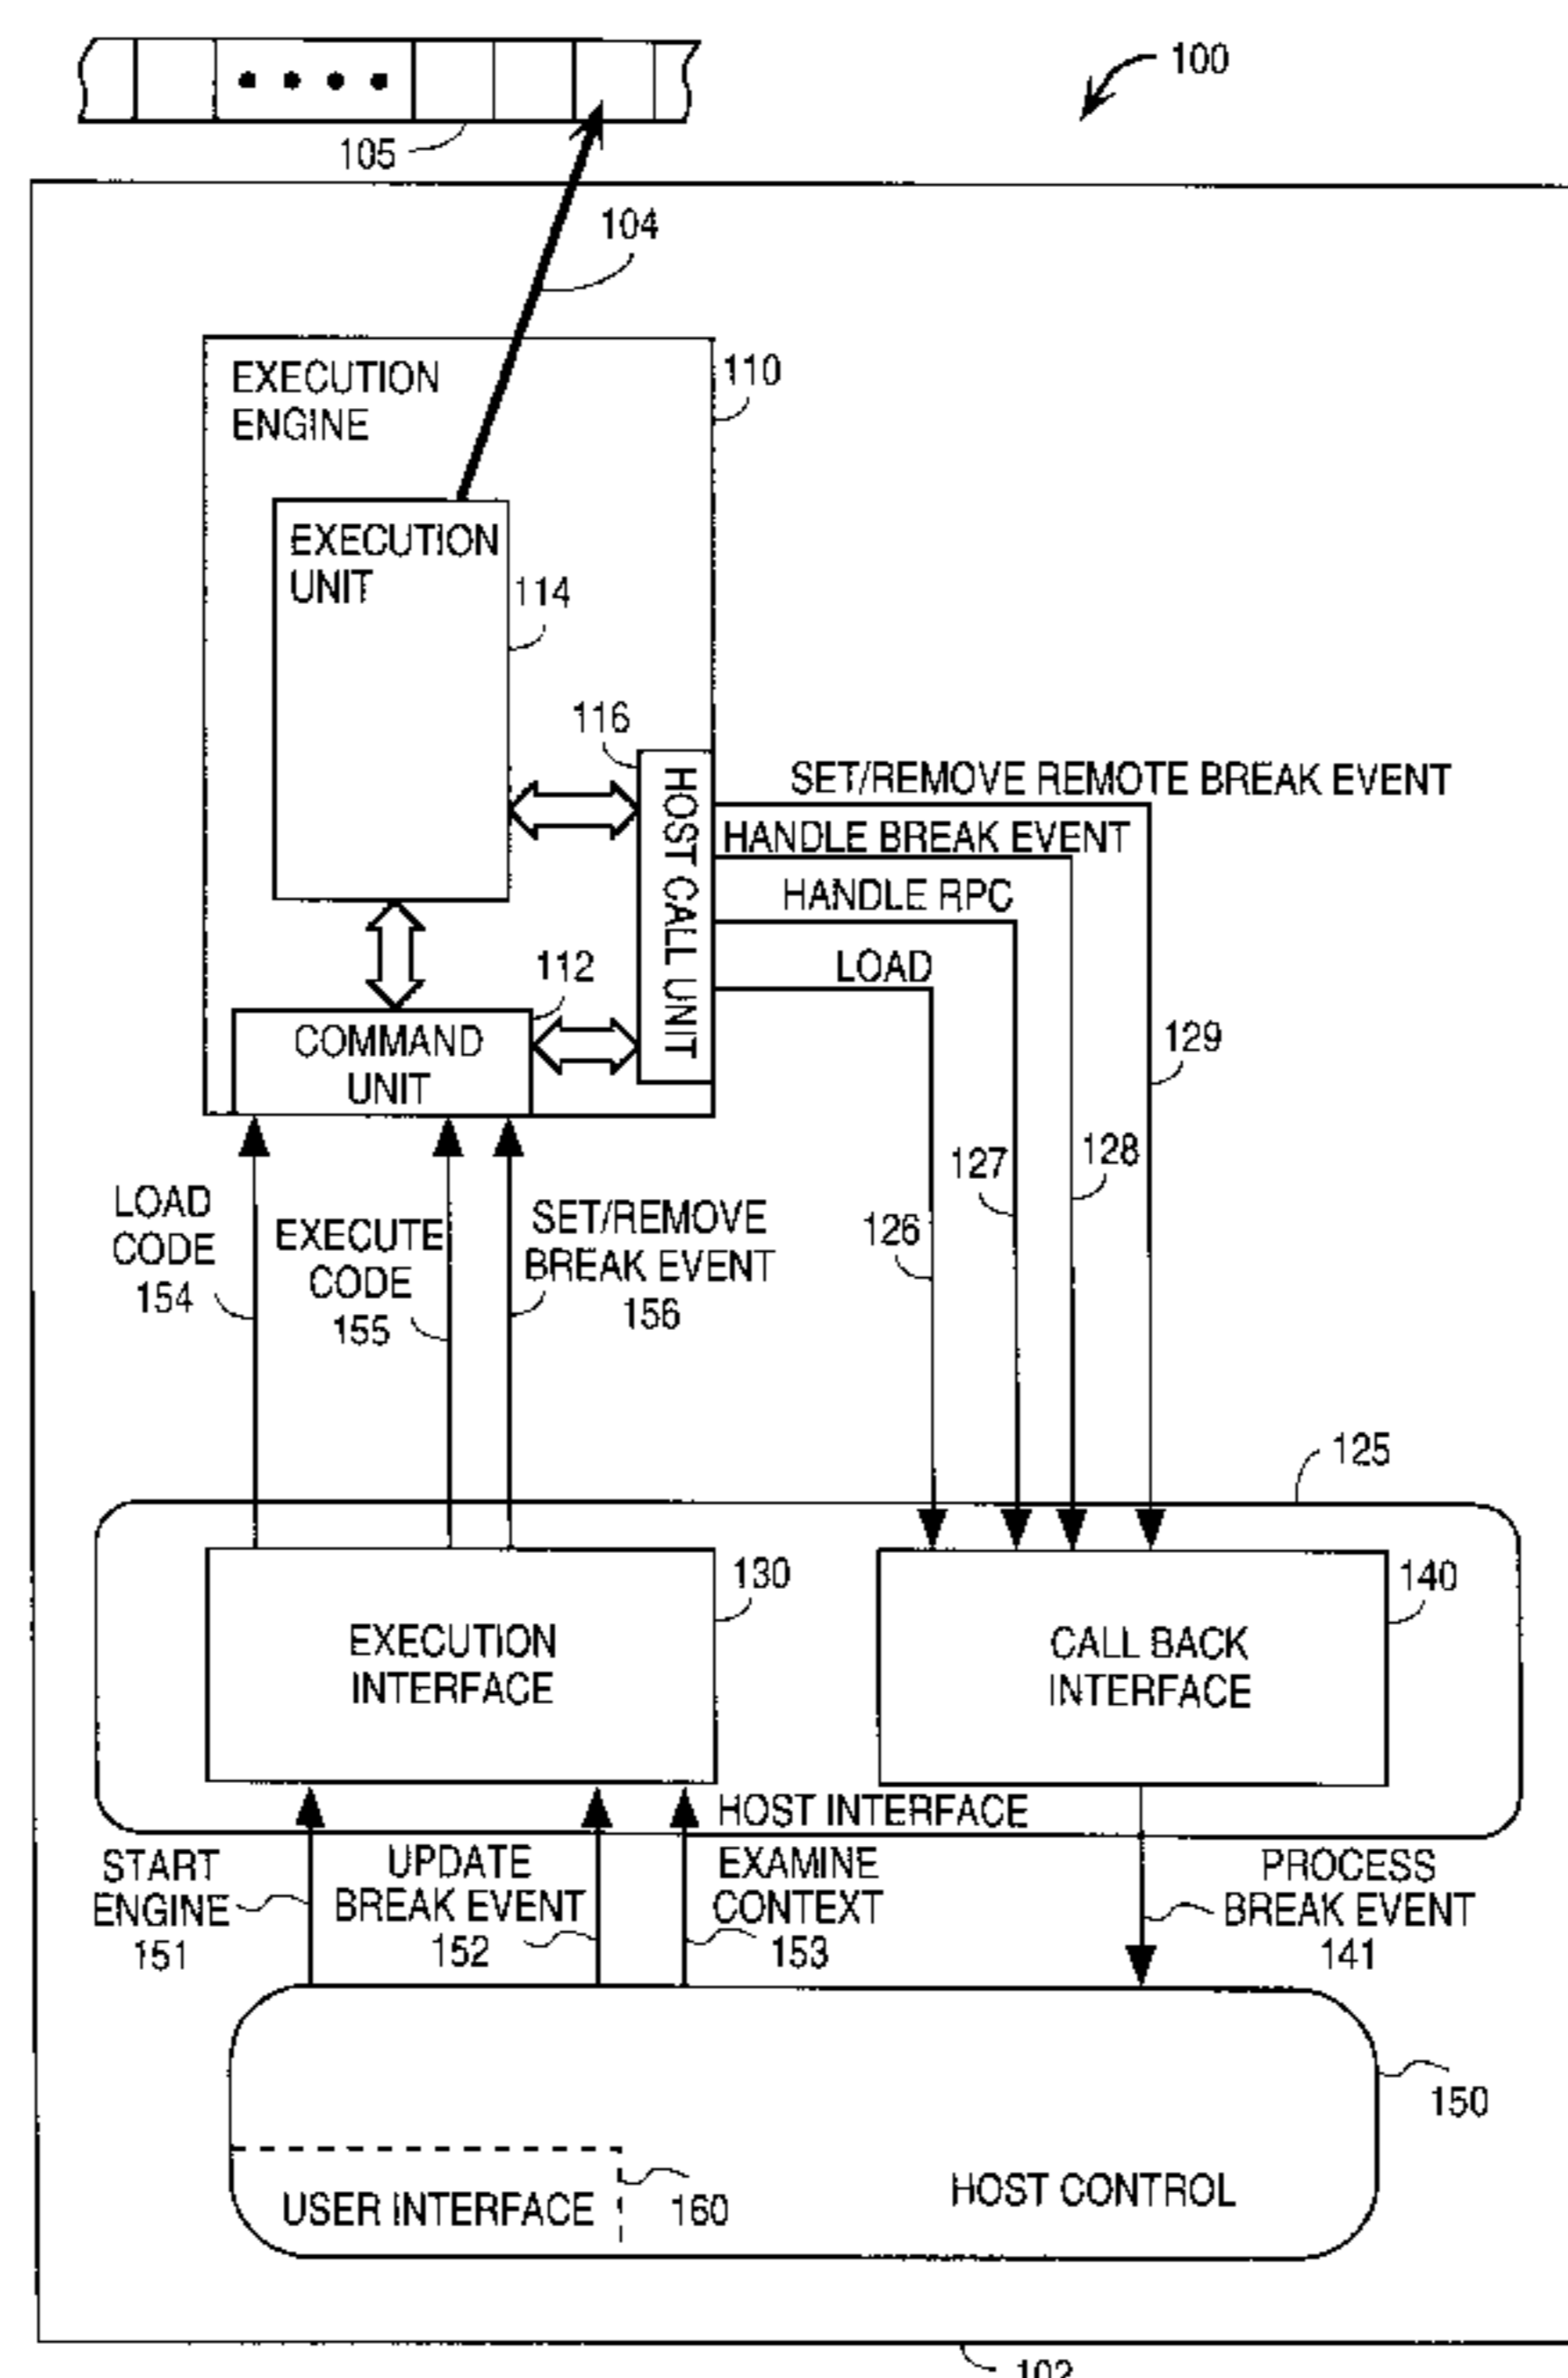 100
105
104
EXECUTION
ENGINE
110
EXECUTION
UNIT
114
116
HOST CALL UNIT
SET/REMOVE REMOTE BREAK EVENT
HANDLE BREAK EVENT
HANDLE RPC
LOAD
112
COMMAND
UNIT
129
128
127
126
LOAD
CODE
154
EXECUTE
CODE
155
SET/REMOVE
BREAK EVENT
156
125
130
EXECUTION
INTERFACE
140
CALL BACK
INTERFACE
HOST INTERFACE
START
ENGINE
151
UPDATE
BREAK EVENT
152
EXAMINE
CONTEXT
153
PROCESS
BREAK EVENT
141
150
USER INTERFACE
160
HOST CONTROL
102